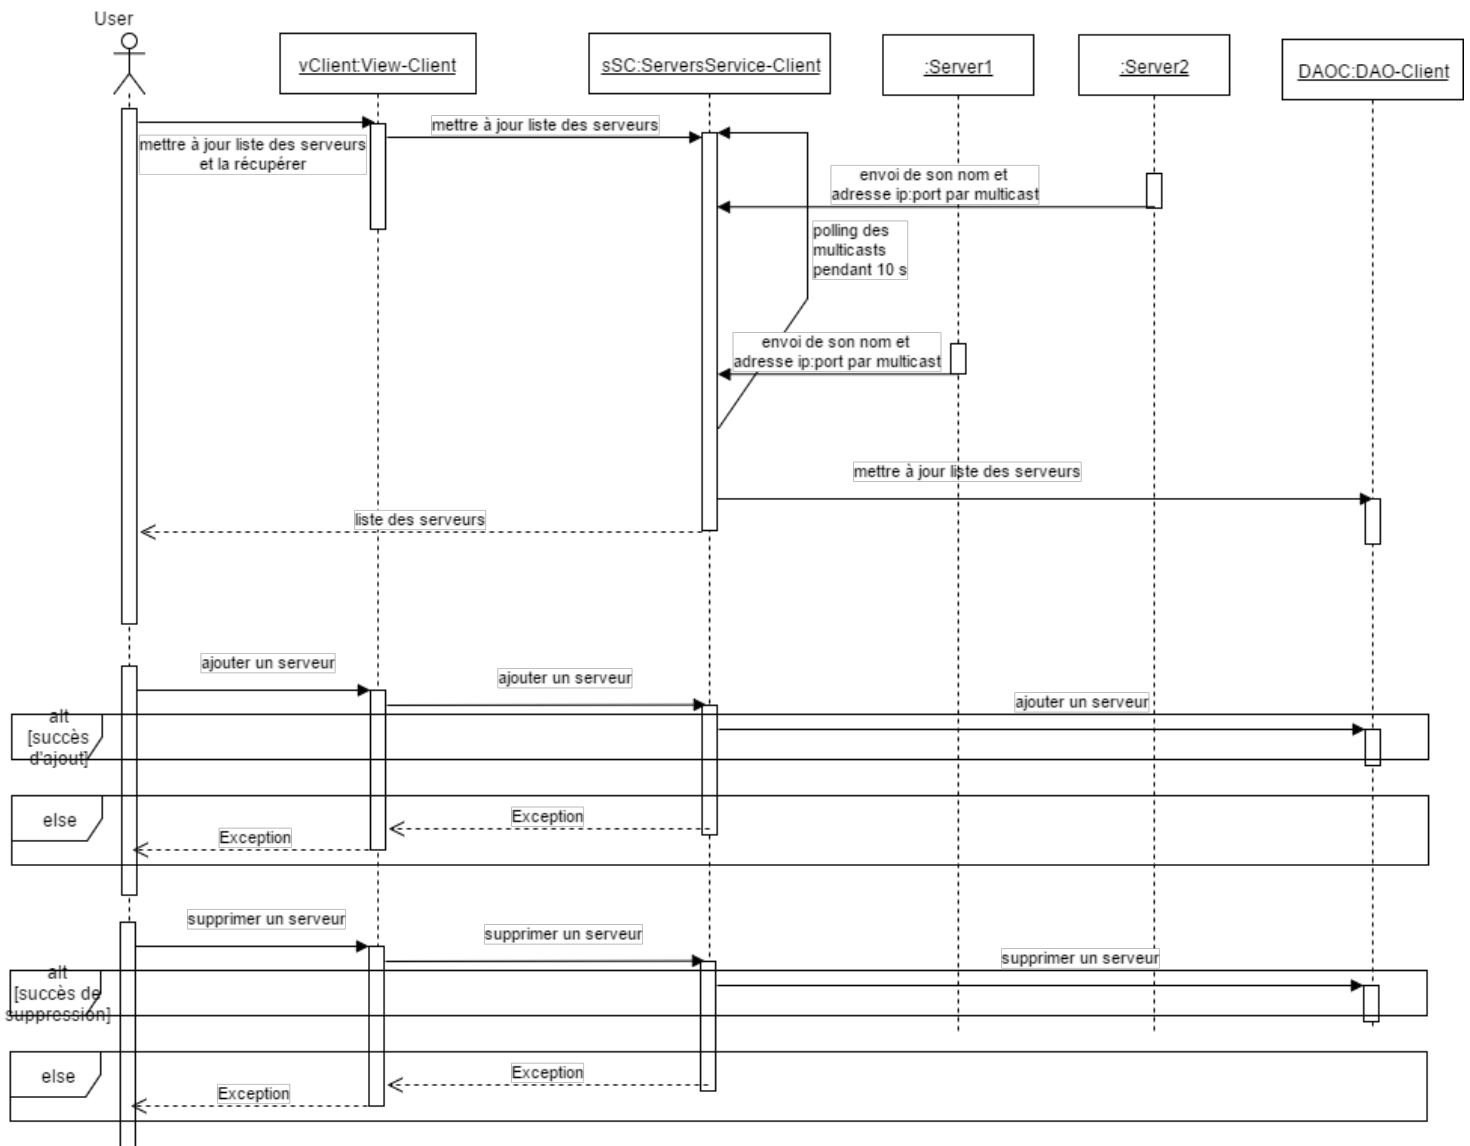 User
vClient:View-Client
sSC:ServersService-Client
:Server1
:Server2
DAOC:DAO-Client
mettre à jour liste des serveurs
et la récupérer
mettre à jour liste des serveurs
envoi de son nom et
adresse ip:port par multicast
polling des
multicasts
pendant 10 s
envoi de son nom et
adresse ip:port par multicast
mettre à jour liste des serveurs
liste des serveurs
ajouter un serveur
ajouter un serveur
ajouter un serveur
alt
[succès
d'ajout]
else
Exception
Exception
supprimer un serveur
supprimer un serveur
supprimer un serveur
alt
[succès de
suppression]
else
Exception
Exception